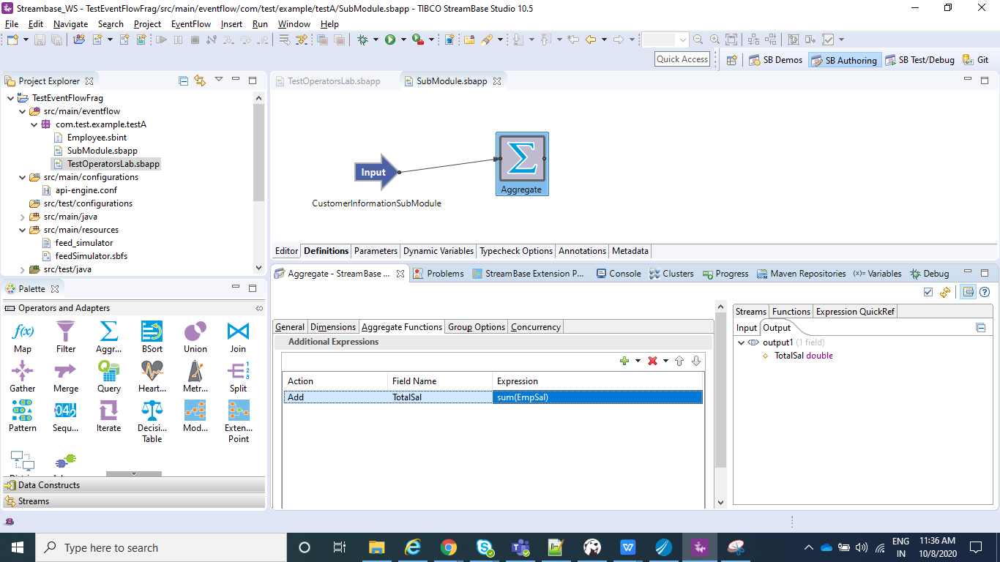 Streambase_WS - TestEventFlowFrag/src/main/eventflow/com/test/example/testA/SubModule.sbapp - TIBCO StreamBase Studio 10.5
File Edit Navigate Search Project EventFlow Insert Run Window Help
Quick Access SB Demos SB Authoring SB Test/Debug Git
Project Explorer
TestEventFlowFrag
src/main/eventflow
com.test.example.testA
Employee.sbint
SubModule.sbapp
TestOperatorsLab.sbapp
src/main/configurations
api-engine.conf
src/test/configurations
src/main/java
src/main/resources
feed_simulator
feedSimulator.sbfs
src/test/java
TestOperatorsLab.sbapp SubModule.sbapp
Input
CustomerInformationSubModule
Aggregate
Editor Definitions Parameters Dynamic Variables Typecheck Options Annotations Metadata
Palette
Operators and Adapters
Map Filter Aggr... BSort Union Join
Gather Merge Query Heart... Metr... Split
Pattern Sequ... Iterate Decisi... Table Mod... Exten... Point
Data Constructs
Streams
Aggregate - StreamBase ... Problems StreamBase Extension P... Console Clusters Progress Maven Repositories (x)= Variables Debug
General Dimensions Aggregate Functions Group Options Concurrency
Additional Expressions
Action Field Name Expression
Add TotalSal sum(EmpSal)
Streams Functions Expression QuickRef
Input Output
output1 (1 field)
TotalSal double
Type here to search
ENG
IN
11:36 AM
10/8/2020